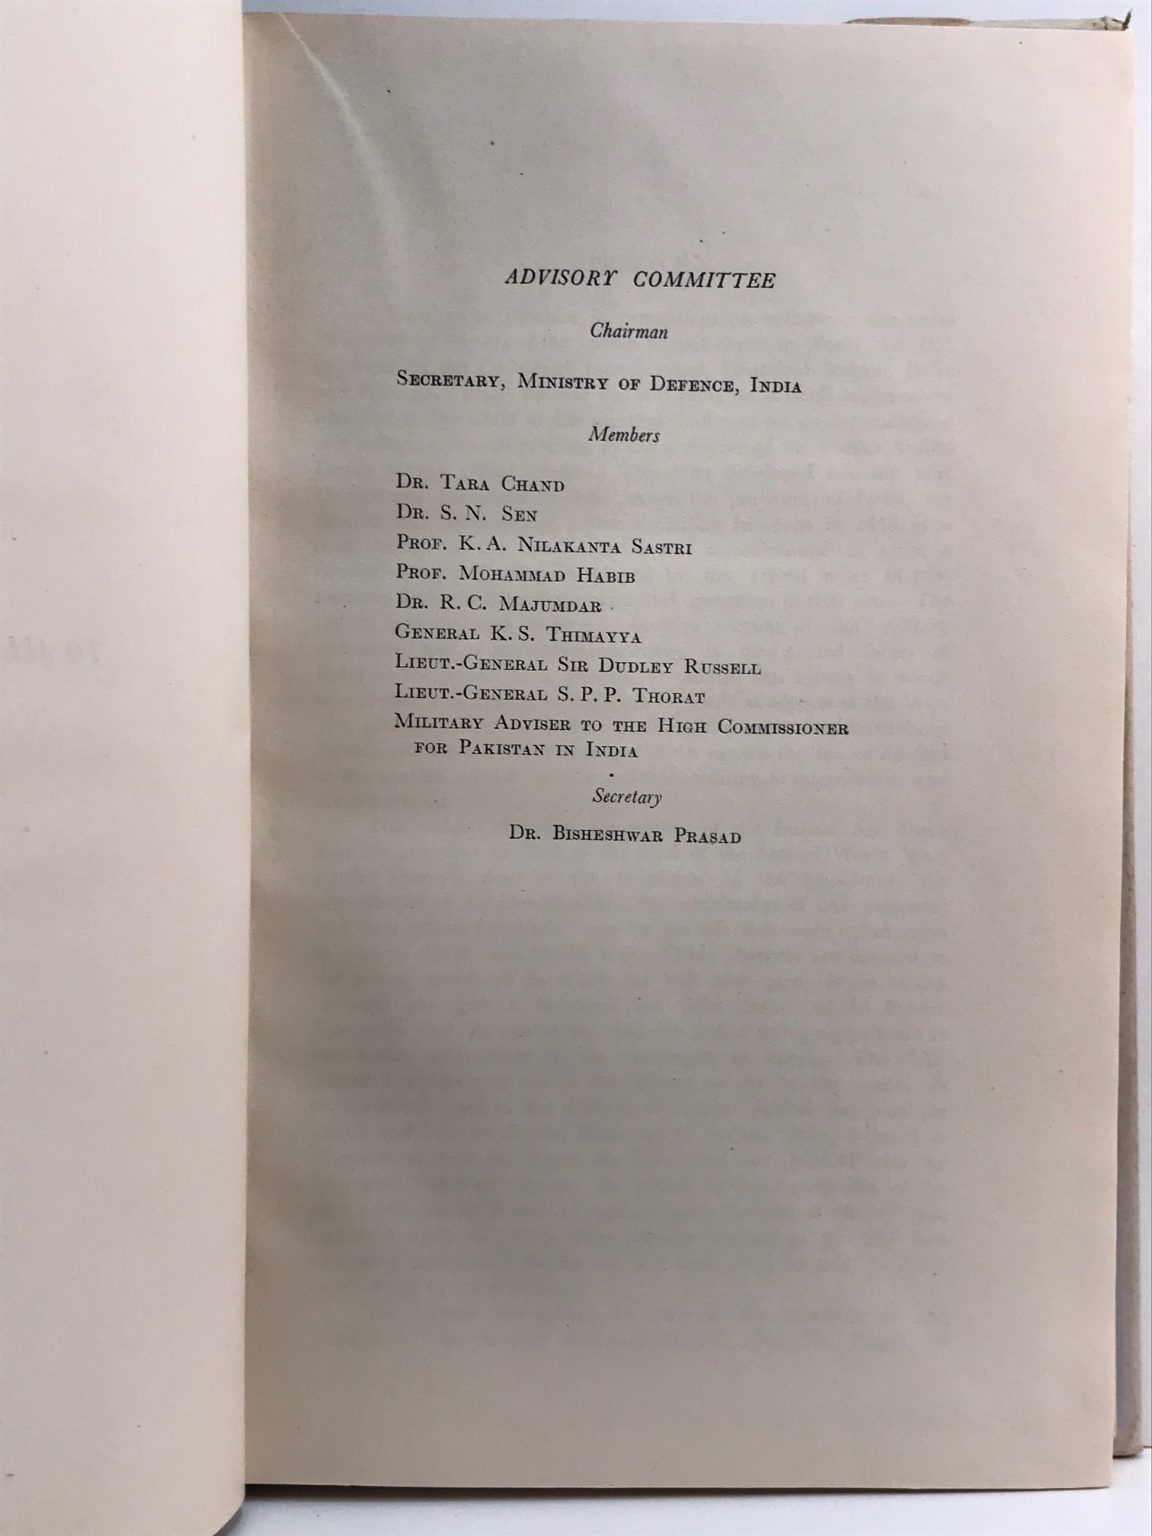 ADVISORY COMMITTEE
Chairman
SECRETARY, MINISTRY OF DEFENCE, INDIA
Members
DR. TARA CHAND
DR. S. N. SEN
PROF. K. A. NILAKANTA SASTRI
PROF. MOHAMMAD HABIB
DR. R. C. MAJUMDAR
GENERAL K. S. THIMAYYA
LIEUT.-GENERAL SIR DUDLEY RUSSELL
LIEUT.-GENERAL S. P. P. THORAT
MILITARY ADVISER TO THE HIGH COMMISSIONER
FOR PAKISTAN IN INDIA
Secretary
DR. BISHESHWAR PRASAD